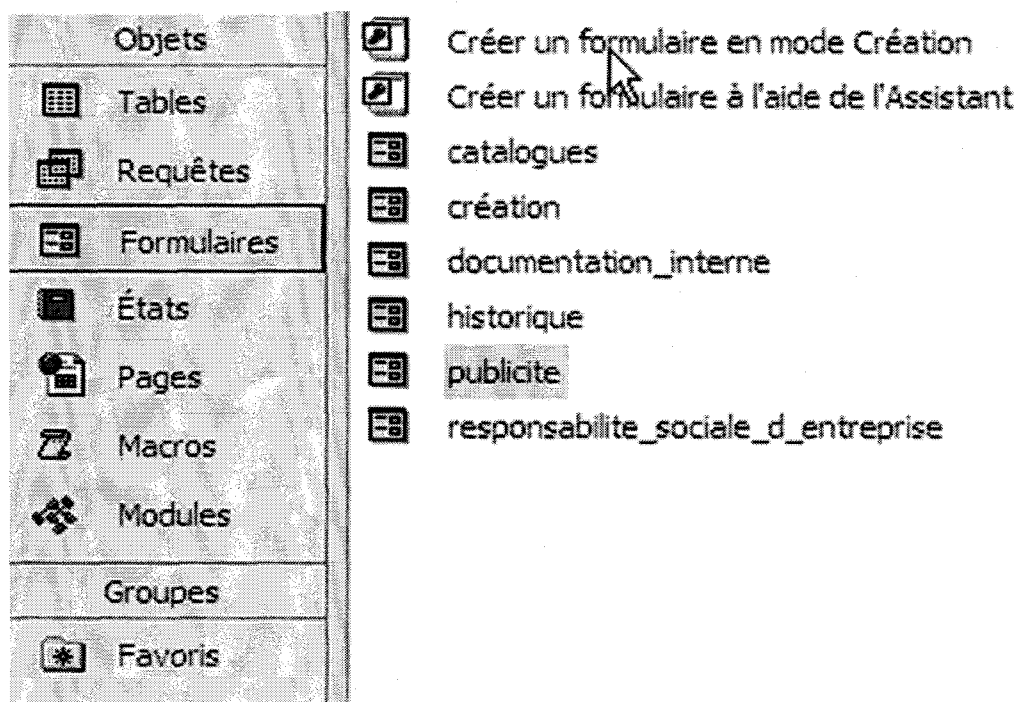 Objets
Tables
Requêtes
Formulaires
États
Pages
Macros
Modules
Groupes
Favoris
Créer un formulaire en mode Création
Créer un formulaire à l'aide de l'Assistant
catalogues
création
documentation_interne
historique
publicite
responsabilite_sociale_d_entreprise